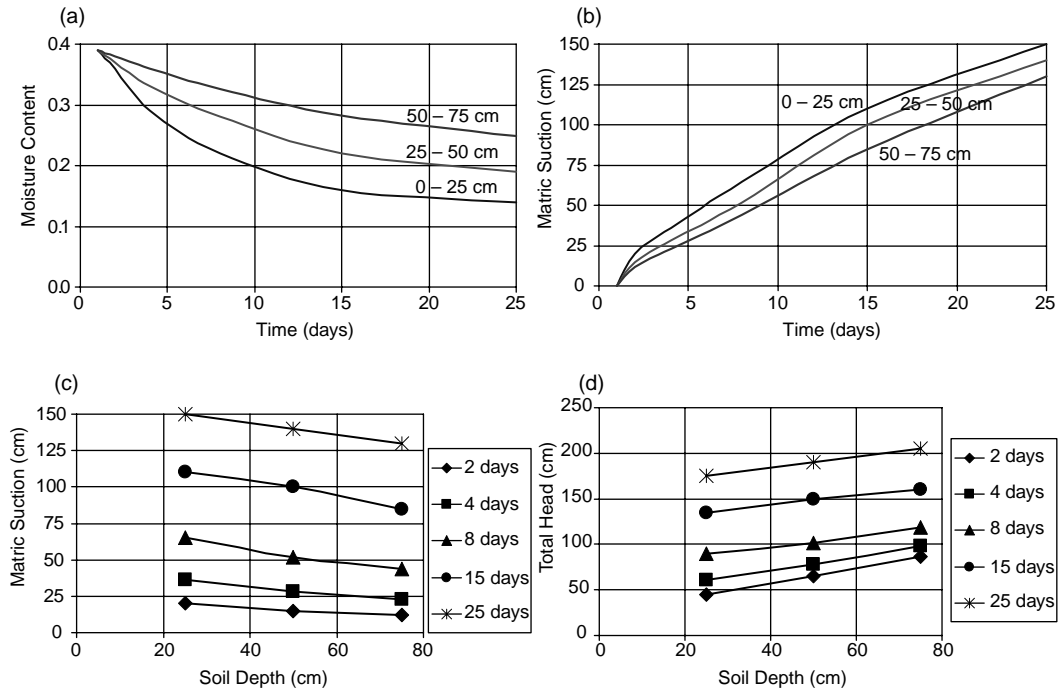 (a)
0.4
0.3
0.2
0.1
0.0
Moisture Content
50 – 75 cm
25 – 50 cm
0 – 25 cm
0 5 10 15 20 25
Time (days)
(b)
150
125
100
75
50
25
0
Matric Suction (cm)
0 – 25 cm
25 – 50 cm
50 – 75 cm
0 5 10 15 20 25
Time (days)
(c)
150
125
100
75
50
25
0
Matric Suction (cm)
0 20 40 60 80
Soil Depth (cm)
2 days
4 days
8 days
15 days
25 days
(d)
250
200
150
100
50
0
Total Head (cm)
0 20 40 60 80
Soil Depth (cm)
2 days
4 days
8 days
15 days
25 days